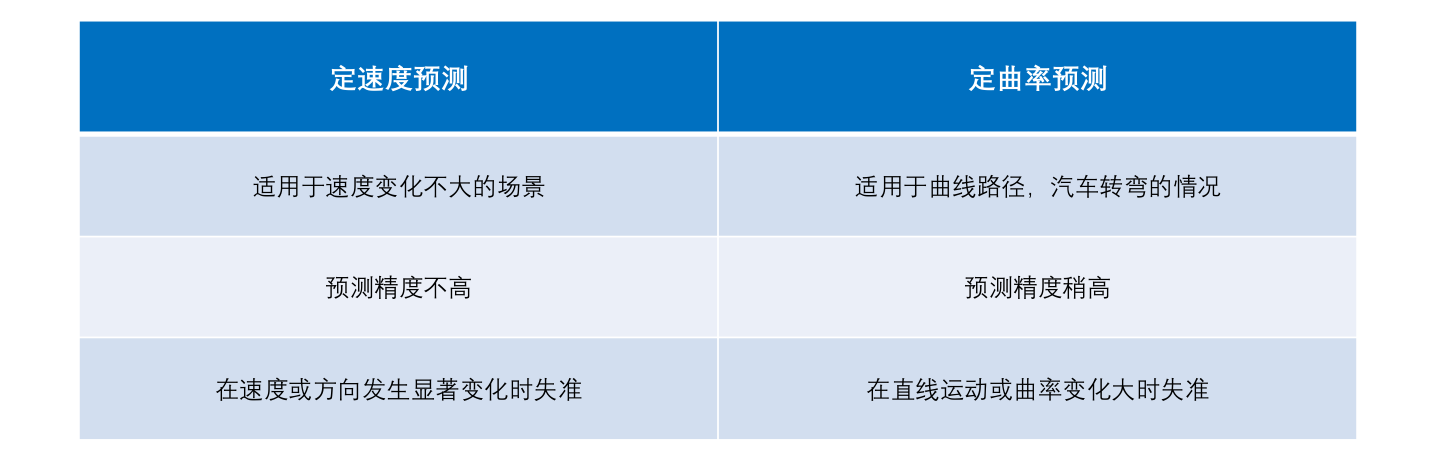 定速度预测
定曲率预测
适用于速度变化不大的场景
适用于曲线路径，汽车转弯的情况
预测精度不高
预测精度稍高
在速度或方向发生显著变化时失准
在直线运动或曲率变化大时失准